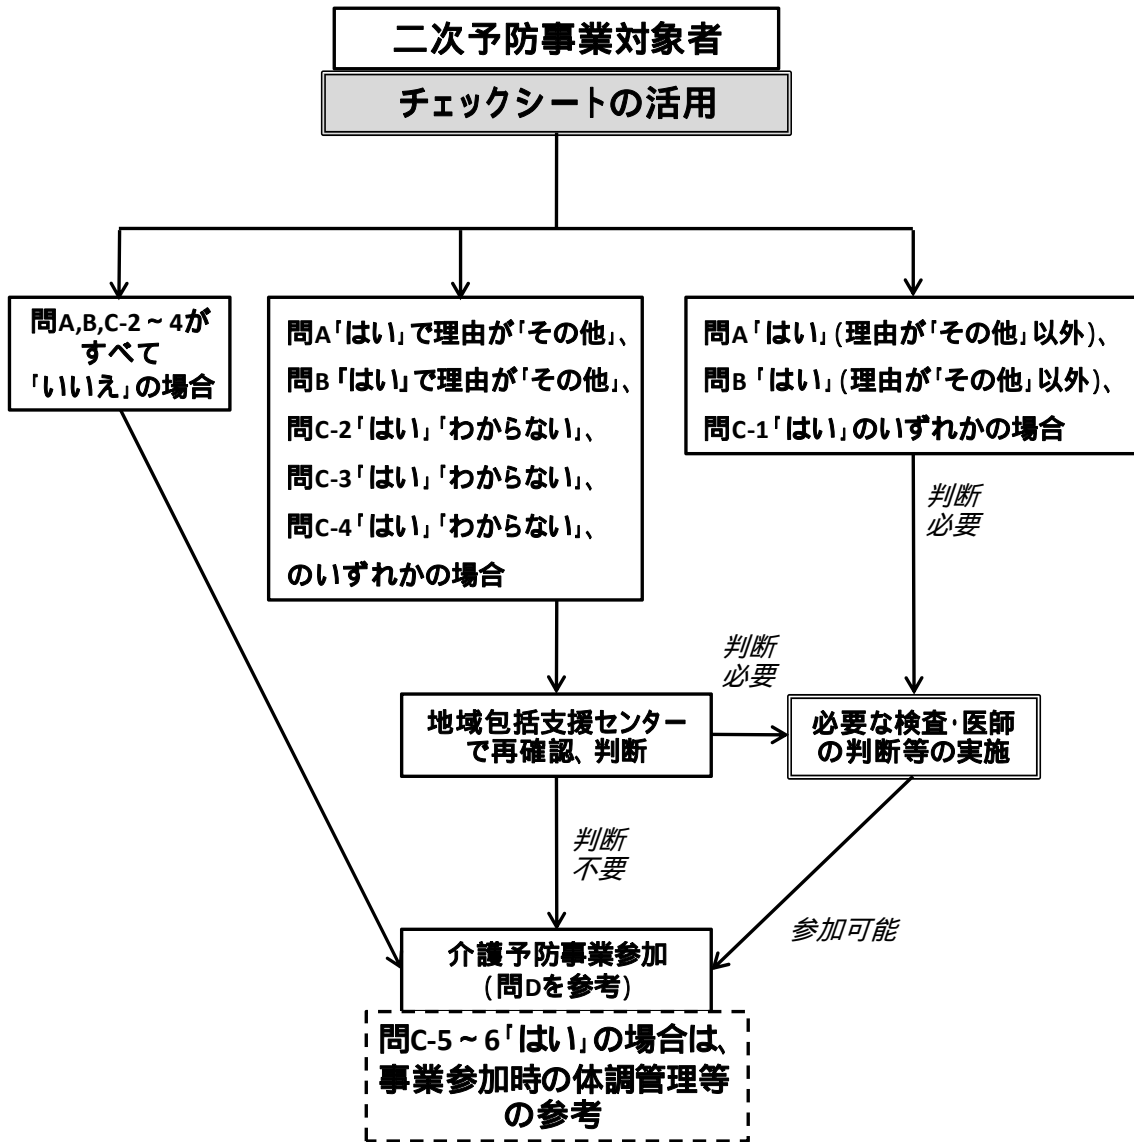 二次予防事業対象者
チェックシートの活用
問A,B,C-2～4が
すべて
「いいえ」の場合
問A「はい」で理由が「その他」、
問B「はい」で理由が「その他」、
問C-2「はい」「わからない」、
問C-3「はい」「わからない」、
問C-4「はい」「わからない」、
のいずれかの場合
問A「はい」(理由が「その他」以外)、
問B「はい」(理由が「その他」以外)、
問C-1「はい」のいずれかの場合
判断
必要
判断
必要
地域包括支援センター
で再確認、判断
必要な検査・医師
の判断等の実施
判断
不要
参加可能
介護予防事業参加
(問Dを参考)
問C-5～6「はい」の場合は、
事業参加時の体調管理等
の参考